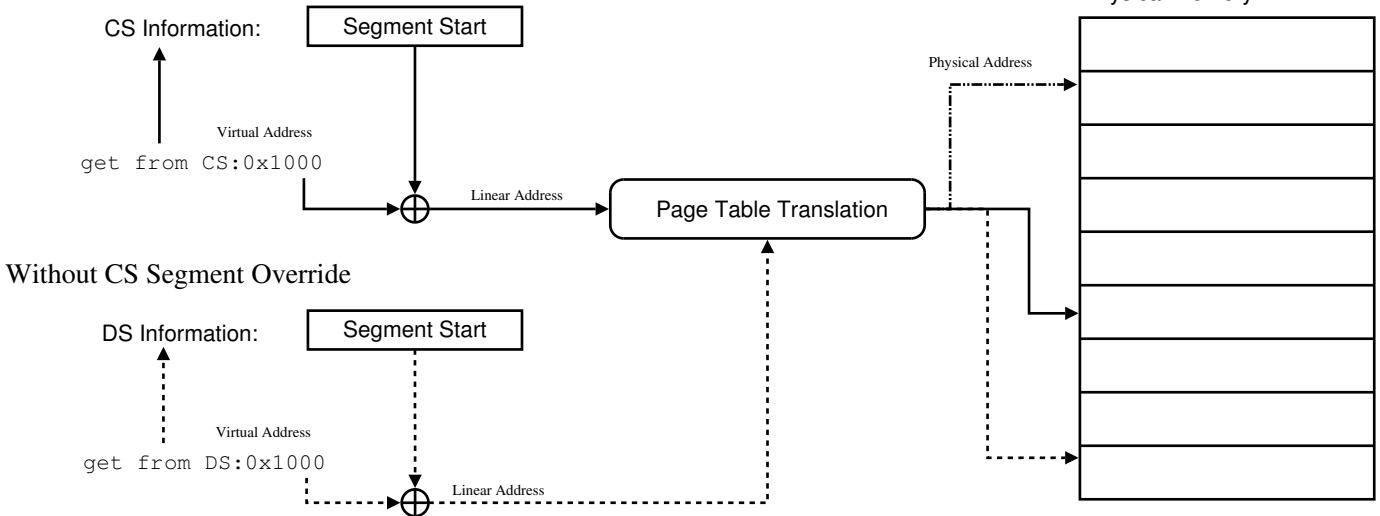 CS Information:
Segment Start
Physical Address
Virtual Address
get from CS:0x1000
Linear Address
Page Table Translation
Without CS Segment Override
DS Information:
Segment Start
Virtual Address
get from DS:0x1000
Linear Address